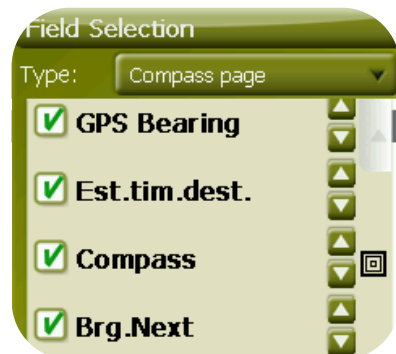 Field Selection
Type: Compass page
GPS Bearing
Est.tim.dest.
Compass
Brg.Next